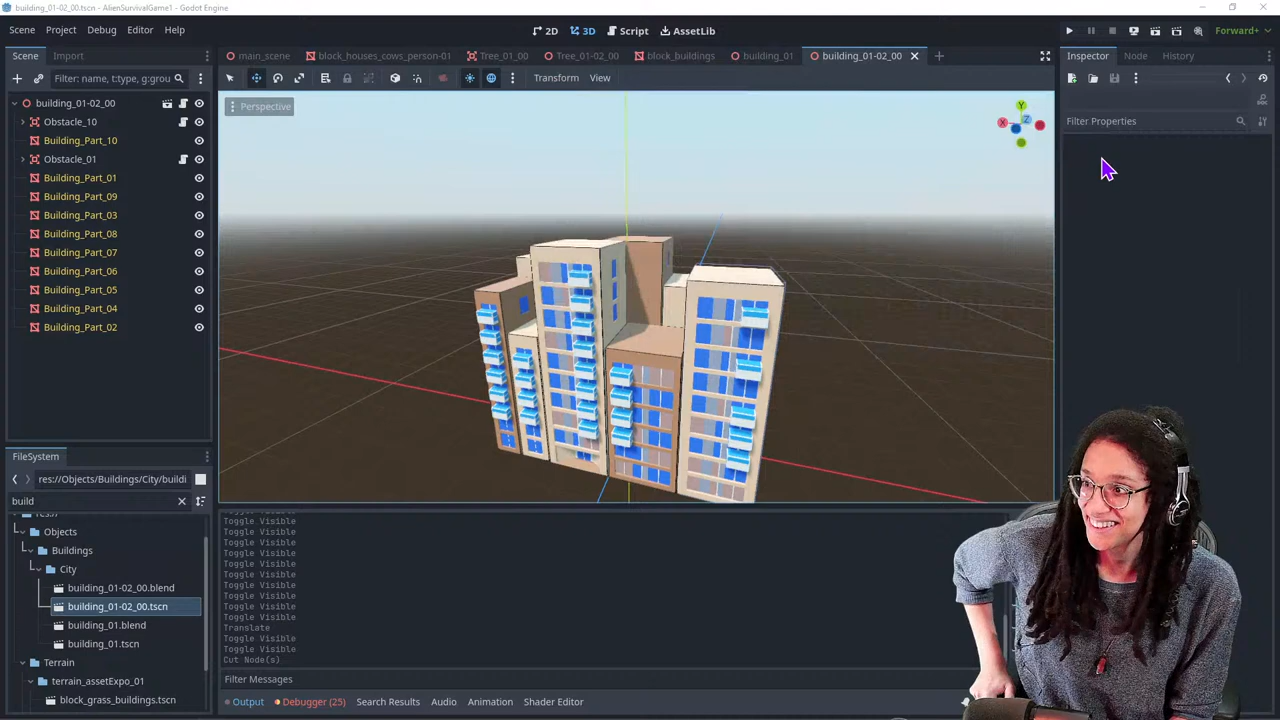 building_01-02_00.tscn - AlienSurvivalGame1 - Godot Engine
Scene Project Debug Editor Help
2D 3D Script AssetLib
Forward+
Scene Import
main_scene block_houses_cows_person-01 Tree_01_00 Tree_01-02_00 block_buildings building_01 building_01-02_00
Inspector Node History
Filter: name, t:type, g:grou
Transform View
building_01-02_00
Perspective
Y
X
Z
Filter Properties
Obstacle_10
Building_Part_10
Obstacle_01
Building_Part_01
Building_Part_09
Building_Part_03
Building_Part_08
Building_Part_07
Building_Part_06
Building_Part_05
Building_Part_04
Building_Part_02
FileSystem
res://Objects/Buildings/City/buildi
build
res://
Objects
Buildings
City
building_01-02_00.blend
building_01-02_00.tscn
building_01.blend
building_01.tscn
Terrain
terrain_assetExpo_01
block_grass_buildings.tscn
Toggle Visible
Toggle Visible
Toggle Visible
Toggle Visible
Toggle Visible
Toggle Visible
Toggle Visible
Toggle Visible
Toggle Visible
Toggle Visible
Translate
Toggle Visible
Cut Node(s)
Filter Messages
Output Debugger (25) Search Results Audio Animation Shader Editor